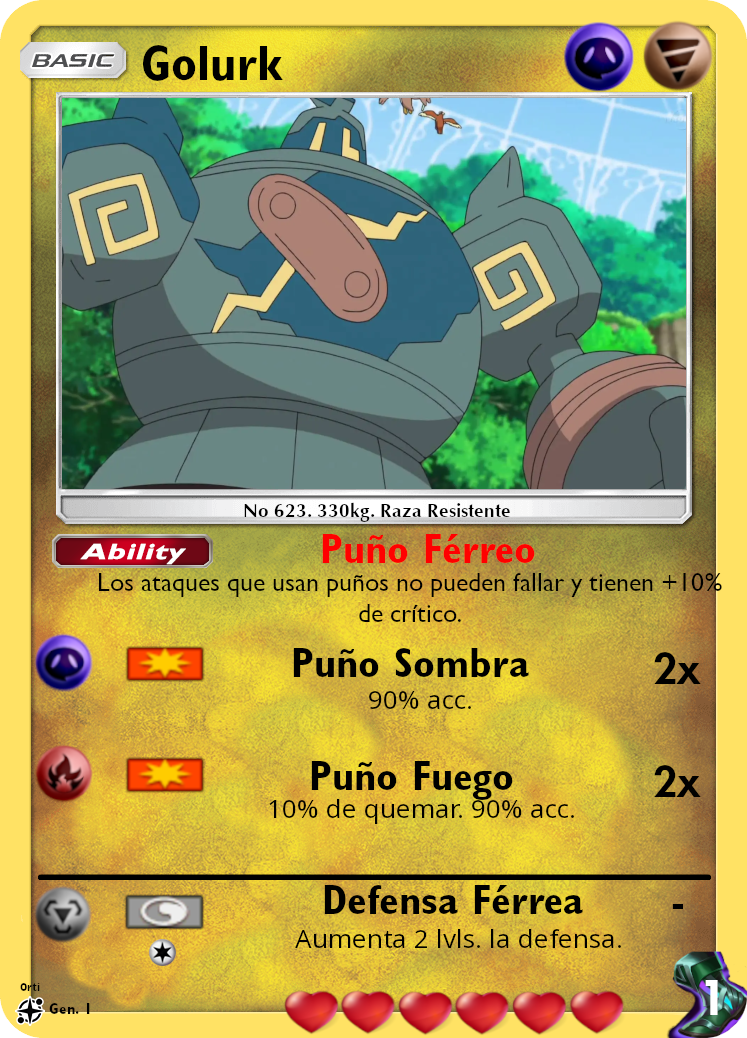 BASIC Golurk
No 623. 330kg. Raza Resistente
Ability Puño Férreo
Los ataques que usan puños no pueden fallar y tienen +10%
de crítico.
Puño Sombra 2x
90% acc.
Puño Fuego 2x
10% de quemar. 90% acc.
Defensa Férrea -
Aumenta 2 lvls. la defensa.
Orti
Gen. 1
1